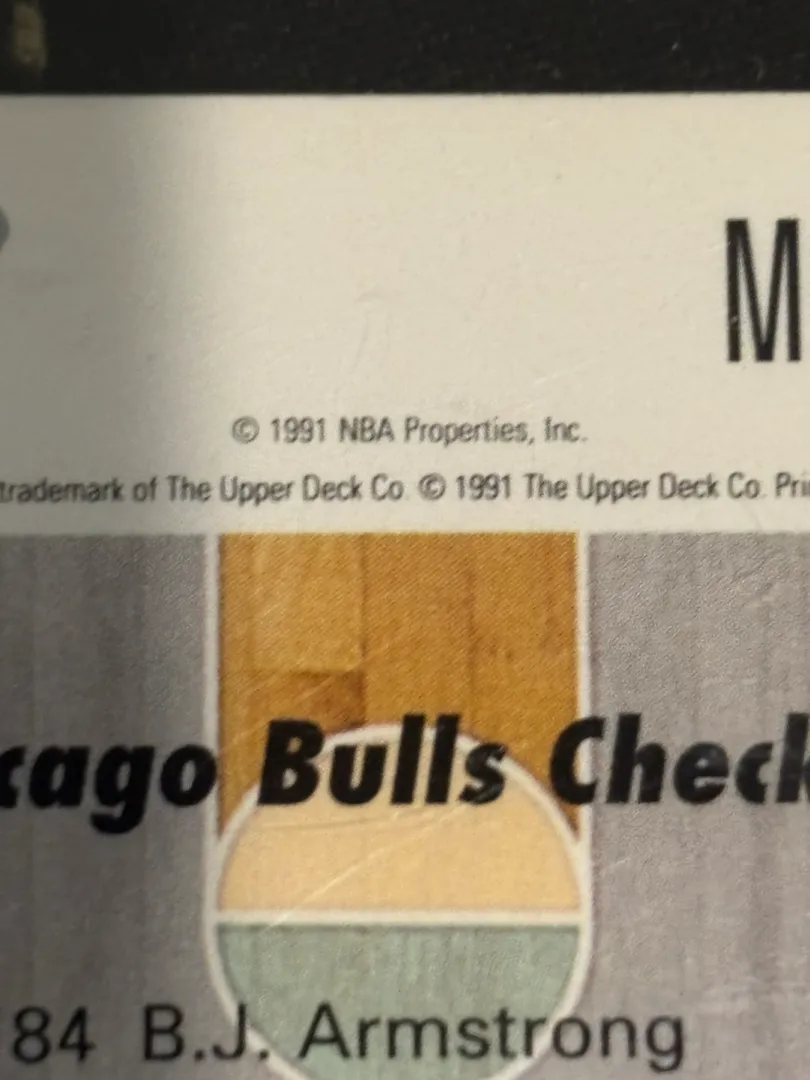 M
© 1991 NBA Properties, Inc.
trademark of The Upper Deck Co. © 1991 The Upper Deck Co. Pri
cago Bulls Check
84 B.J. Armstrong